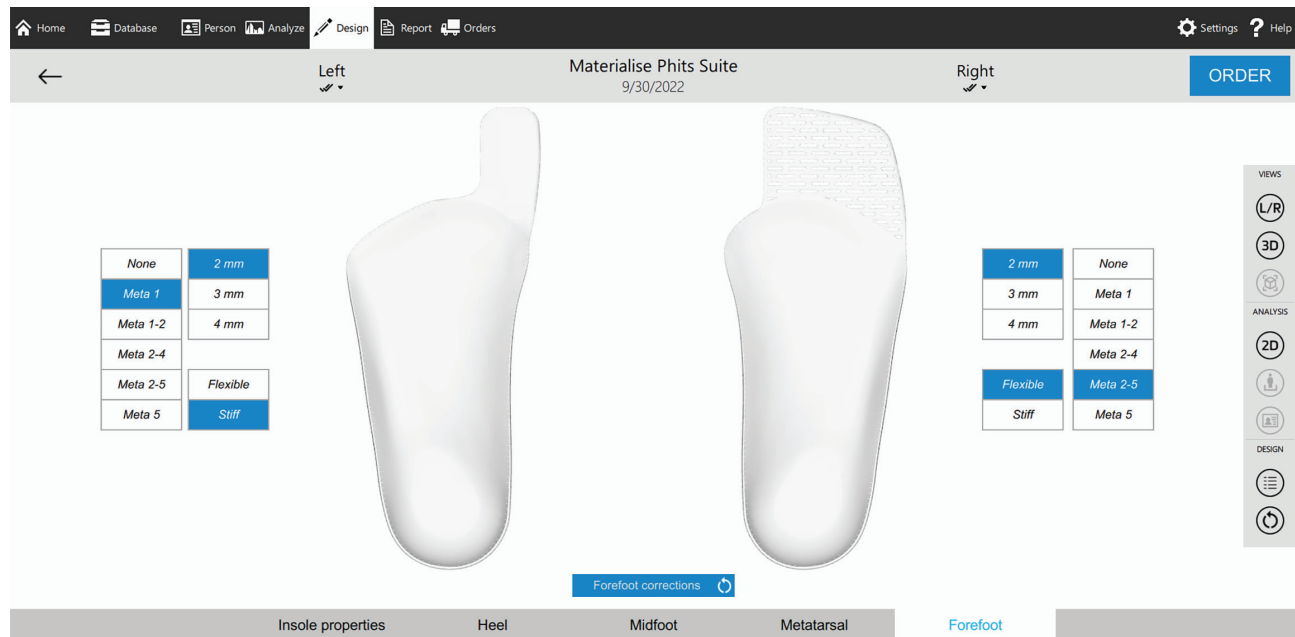 Home Database Person Analyze Design Report Orders Settings ? Help
Left Materialise Phits Suite Right ORDER
9/30/2022
VIEWS
L/R
3D
None 2 mm 2 mm None
Meta 1 3 mm 3 mm Meta 1
Meta 1-2 4 mm 4 mm Meta 1-2
ANALYSIS
2D
Meta 2-4 Meta 2-4
Meta 2-5 Flexible Flexible Meta 2-5
Meta 5 Stiff Stiff Meta 5
DESIGN
Forefoot corrections
Insole properties Heel Midfoot Metatarsal Forefoot